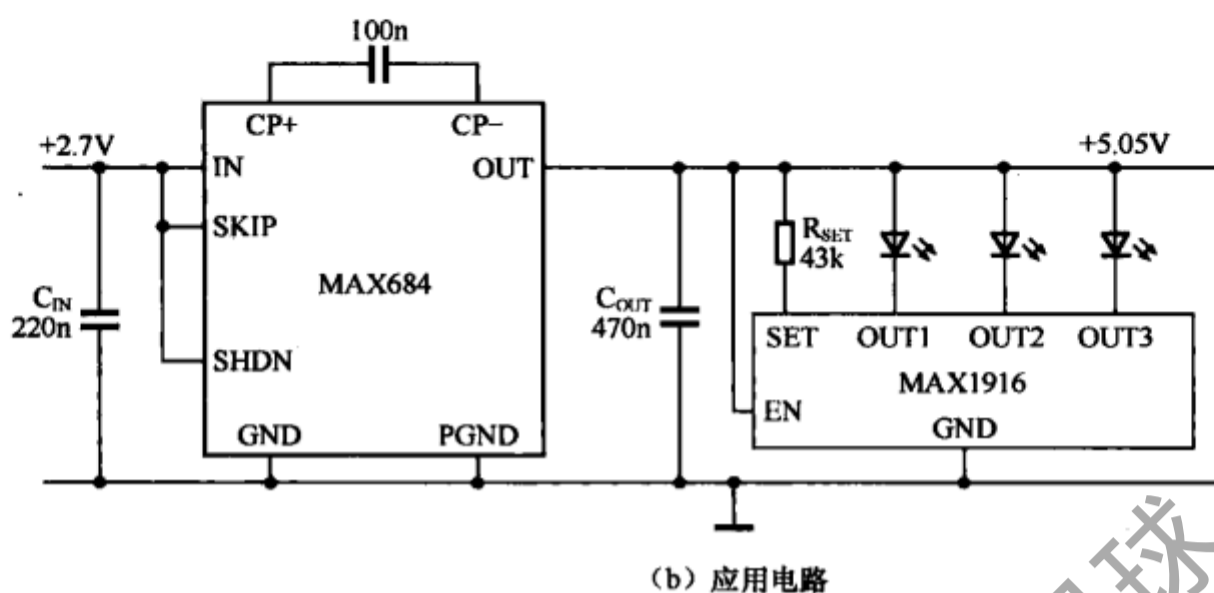 100n
CP+ CP-
+2.7V
IN OUT
+5.05V
SKIP
RSET
43k
MAX684
CIN
220n
COUT
470n
SHDN
SET OUT1 OUT2 OUT3
MAX1916
EN
GND
GND PGND
(b) 应用电路
球